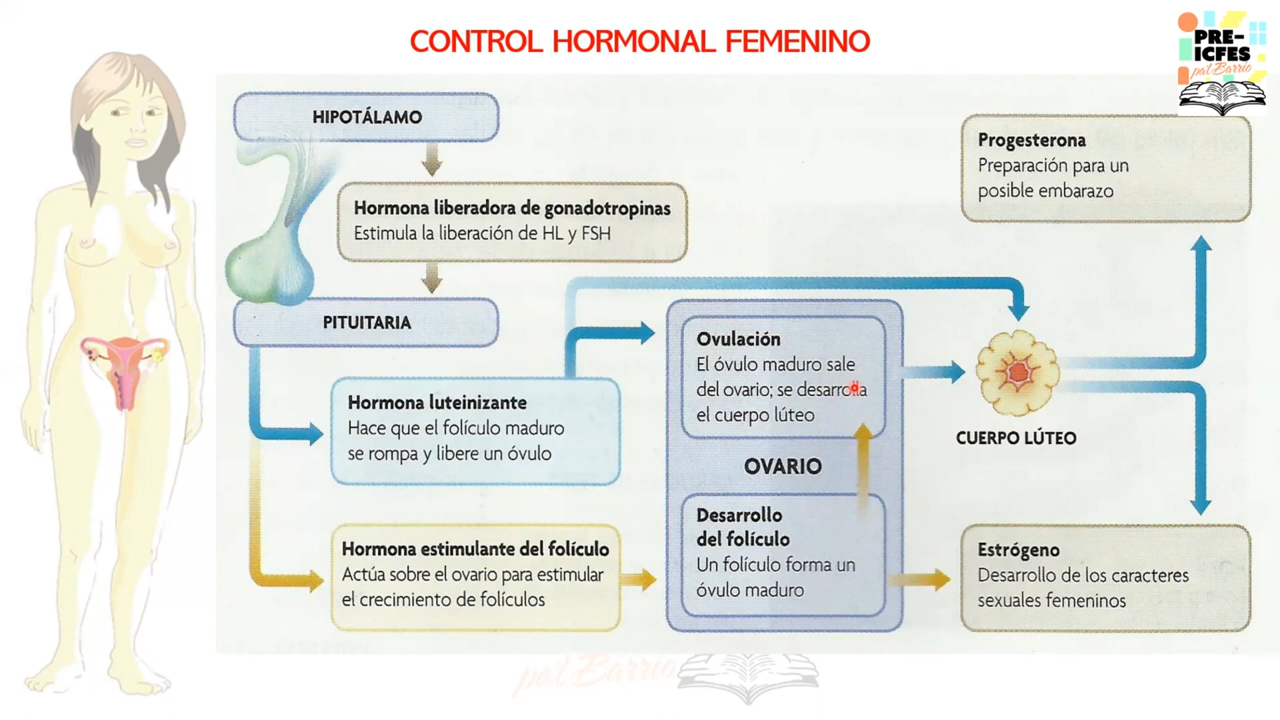 CONTROL HORMONAL FEMENINO
PRE-
ICFES
pa'l Barrio
HIPOTÁLAMO
Hormona liberadora de gonadotropinas
Estimula la liberación de HL y FSH
PITUITARIA
Hormona luteinizante
Hace que el folículo maduro
se rompa y libere un óvulo
Hormona estimulante del folículo
Actúa sobre el ovario para estimular
el crecimiento de folículos
Ovulación
El óvulo maduro sale
del ovario; se desarrolla
el cuerpo lúteo
OVARIO
Desarrollo
del folículo
Un folículo forma un
óvulo maduro
CUERPO LÚTEO
Progesterona
Preparación para un
posible embarazo
Estrógeno
Desarrollo de los caracteres
sexuales femeninos
pa'l Barrio